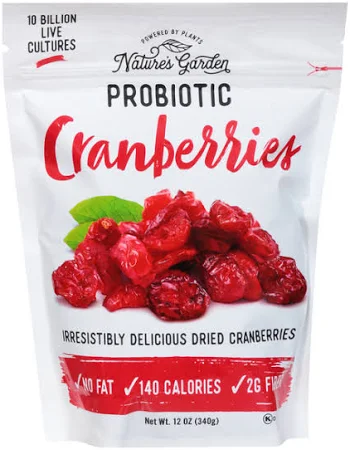 10 BILLION
LIVE
CULTURES
POWERED BY PLANTS
Nature's Garden
PROBIOTIC
Cranberries
IRRESISTIBLY DELICIOUS DRIED CRANBERRIES
✓NO FAT ✓140 CALORIES ✓2G
Net Wt. 12 OZ (340g)
K